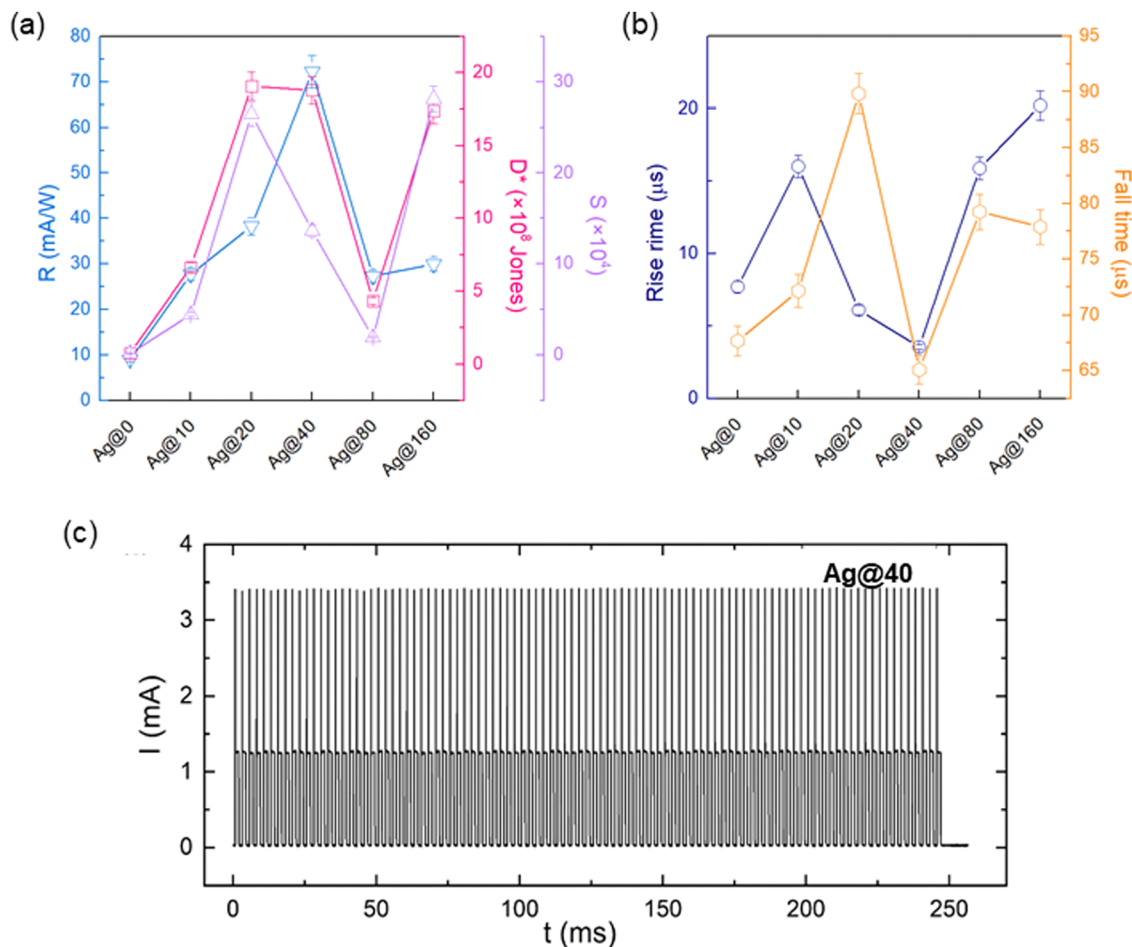 (a)
80
70
60
50
40
30
20
10
0
R (mA/W)
20
15
10
5
0
D* (×10⁸ Jones)
30
20
10
0
S (×10⁴)
Ag@0
Ag@10
Ag@20
Ag@40
Ag@80
Ag@160
(b)
20
10
0
Rise rime (μs)
95
90
85
80
75
70
65
Fall time (μs)
Ag@0
Ag@10
Ag@20
Ag@40
Ag@80
Ag@160
(c)
4
3
2
1
0
I (mA)
Ag@40
0
50
100
150
200
250
t (ms)